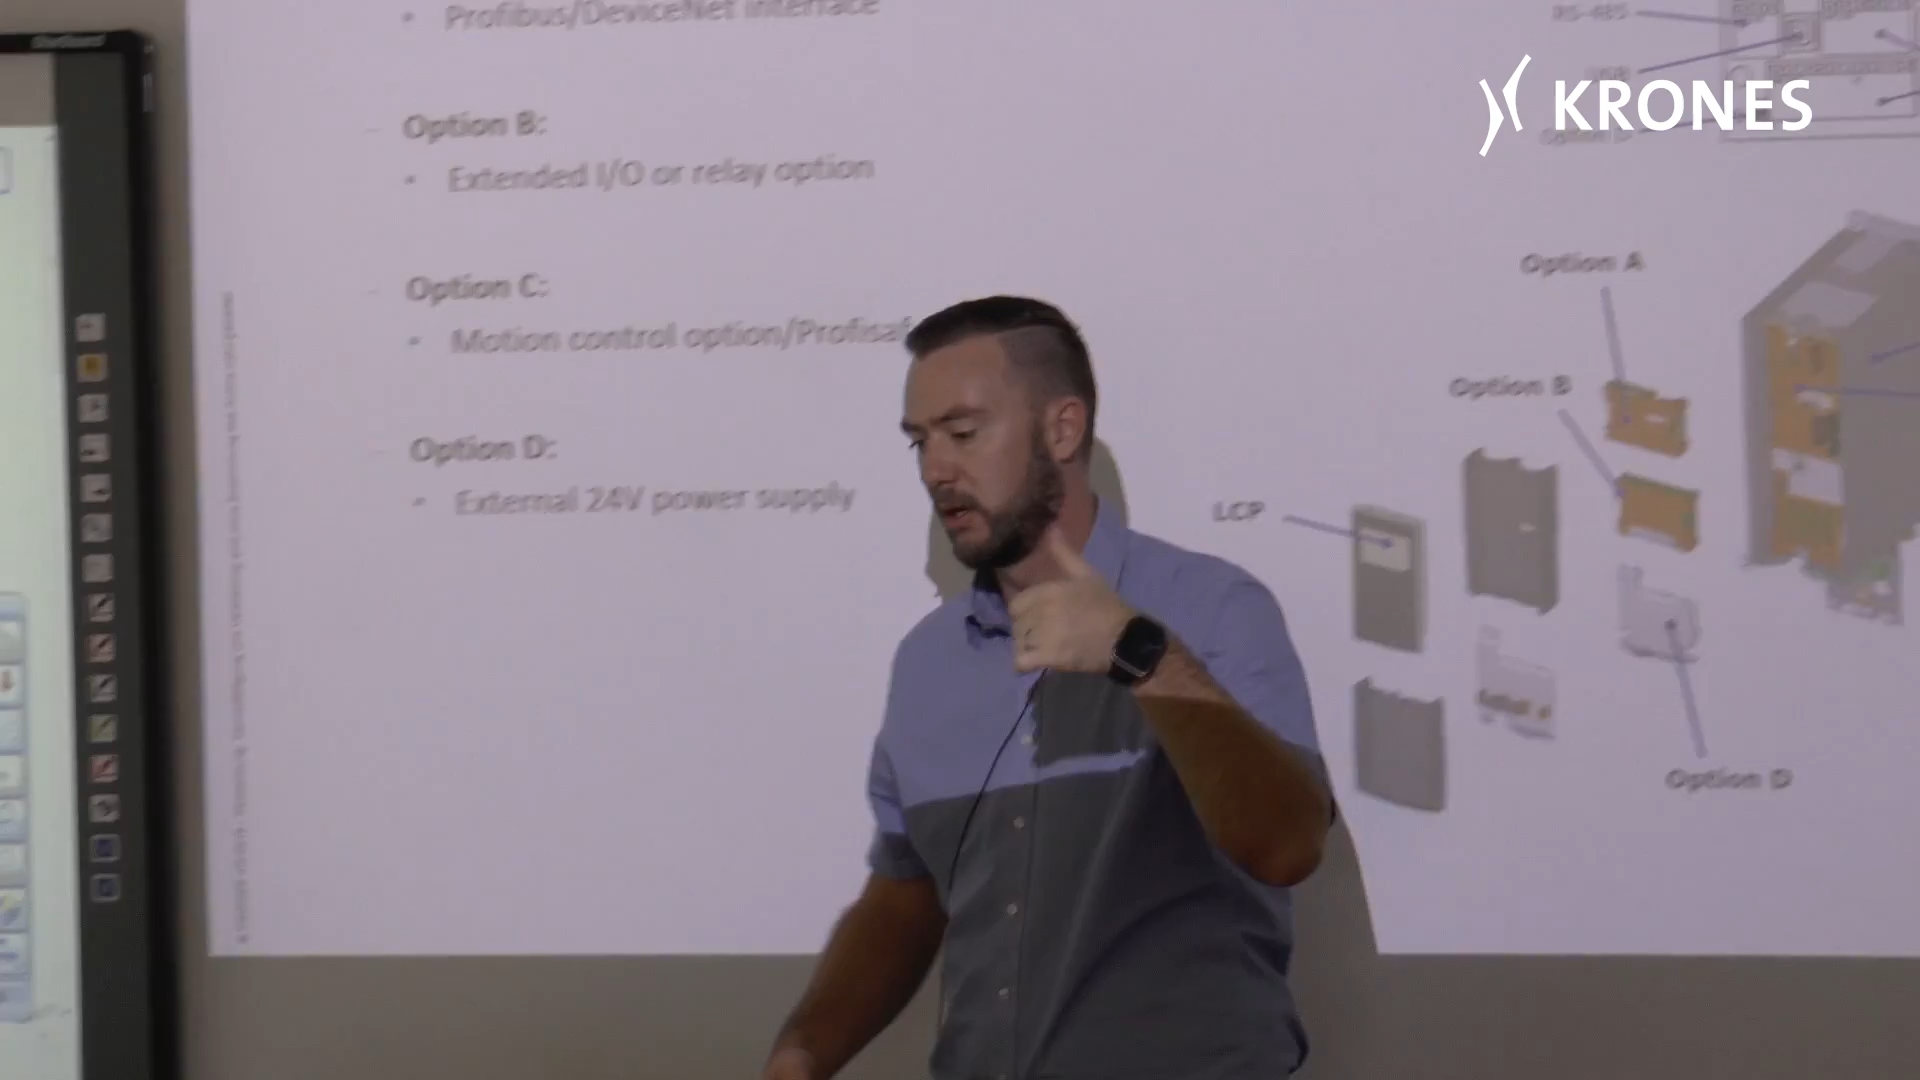 Profibus/DeviceNet interface
Option B:
Extended I/O or relay option
Option C:
Motion control option/Profisaf
Option D:
External 24V power supply
RS-485
KRONES
Option A
Option B
LCP
Option D